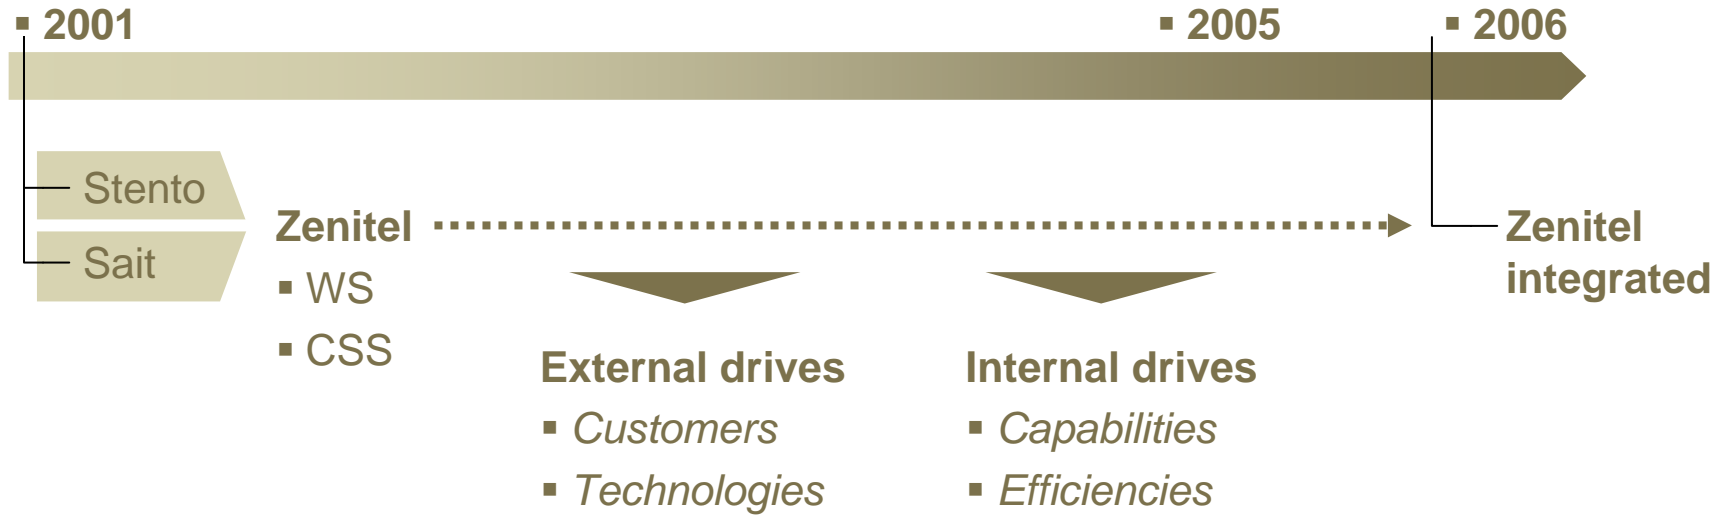 ▪ 2001
▪ 2005
▪ 2006
Stento
Sait
Zenitel
▪ WS
▪ CSS
External drives
▪ Customers
▪ Technologies
Internal drives
▪ Capabilities
▪ Efficiencies
Zenitel
integrated